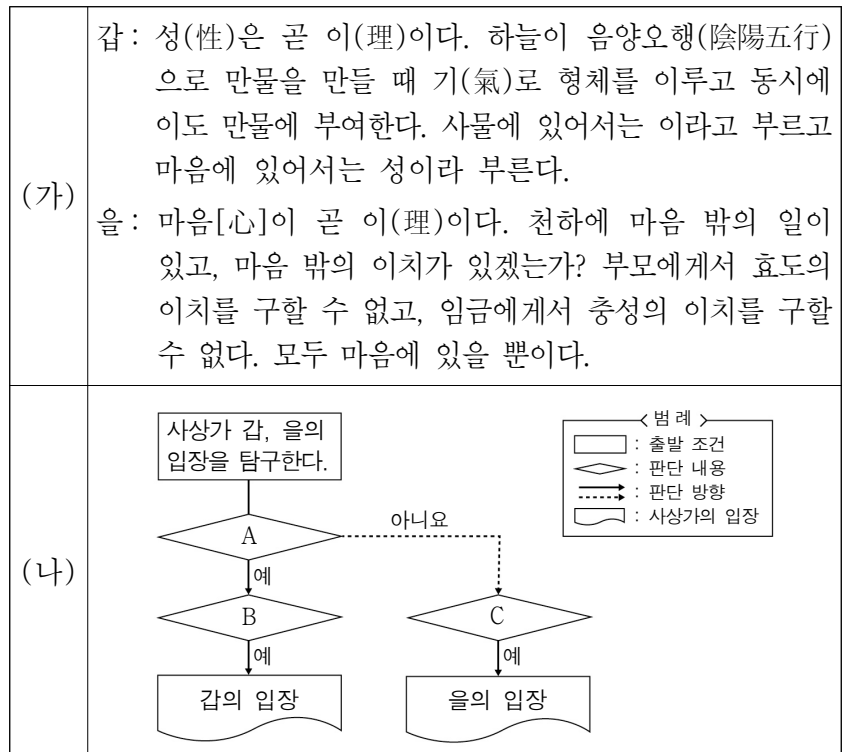 (가)
갑 : 성(性)은 곧 이(理)이다. 하늘이 음양오행(陰陽五行)
으로 만물을 만들 때 기(氣)로 형체를 이루고 동시에
이도 만물에 부여한다. 사물에 있어서는 이라고 부르고
마음에 있어서는 성이라 부른다.
을 : 마음[心]이 곧 이(理)이다. 천하에 마음 밖의 일이
있고, 마음 밖의 이치가 있겠는가? 부모에게서 효도의
이치를 구할 수 없고, 임금에게서 충성의 이치를 구할
수 없다. 모두 마음에 있을 뿐이다.
(나)
사상가 갑, 을의
입장을 탐구한다.
A
아니요
예
B
C
예
예
갑의 입장
을의 입장
범 례
: 출발 조건
: 판단 내용
: 판단 방향
: 사상가의 입장